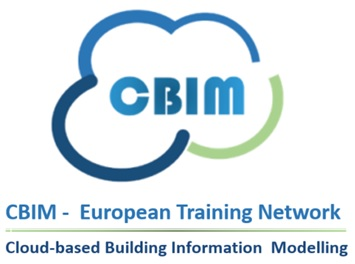 CBIM
CBIM - European Training Network
Cloud-based Building Information Modelling